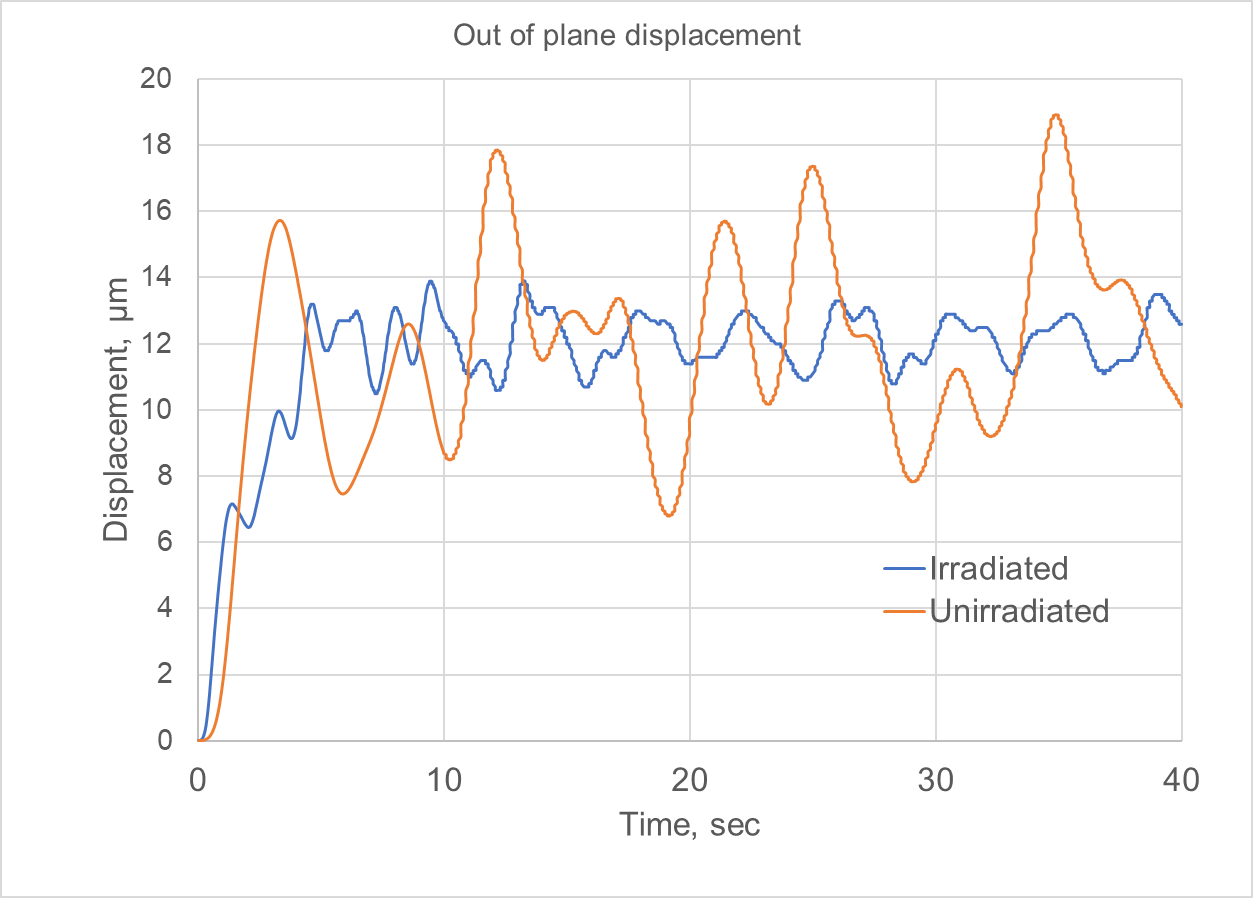 Out of plane displacement
20
18
16
14
12
10
8
6
4
2
0
Displacement, μm
Irradiated
Unirradiated
0 10 20 30 40
Time, sec